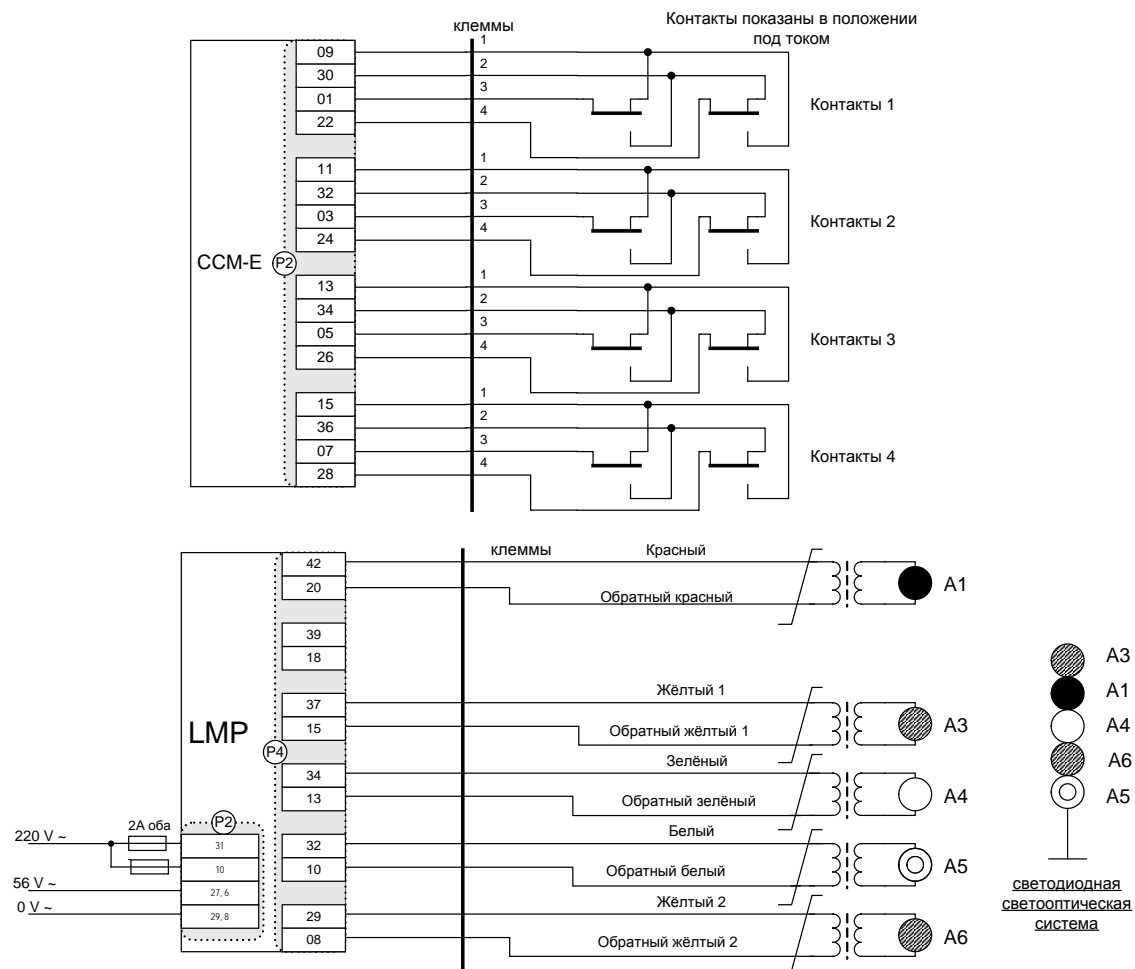 клеммы
Контакты показаны в положении
под током
CCM-E
P2
09
30
01
22
1
2
3
4
Контакты 1
11
32
03
24
1
2
3
4
Контакты 2
13
34
05
26
1
2
3
4
Контакты 3
15
36
07
28
1
2
3
4
Контакты 4
LMP
P4
клеммы
42
20
Красный
Обратный красный
A1
39
18
37
15
Жёлтый 1
Обратный жёлтый 1
A3
34
13
Зелёный
Обратный зелёный
A4
32
10
Белый
Обратный белый
A5
29
08
Жёлтый 2
Обратный жёлтый 2
A6
P2
220 V ~
2А оба
31
10
56 V ~
27, 6
0 V ~
29, 8
A3
A1
A4
A6
A5
светодиодная
светооптическая
система